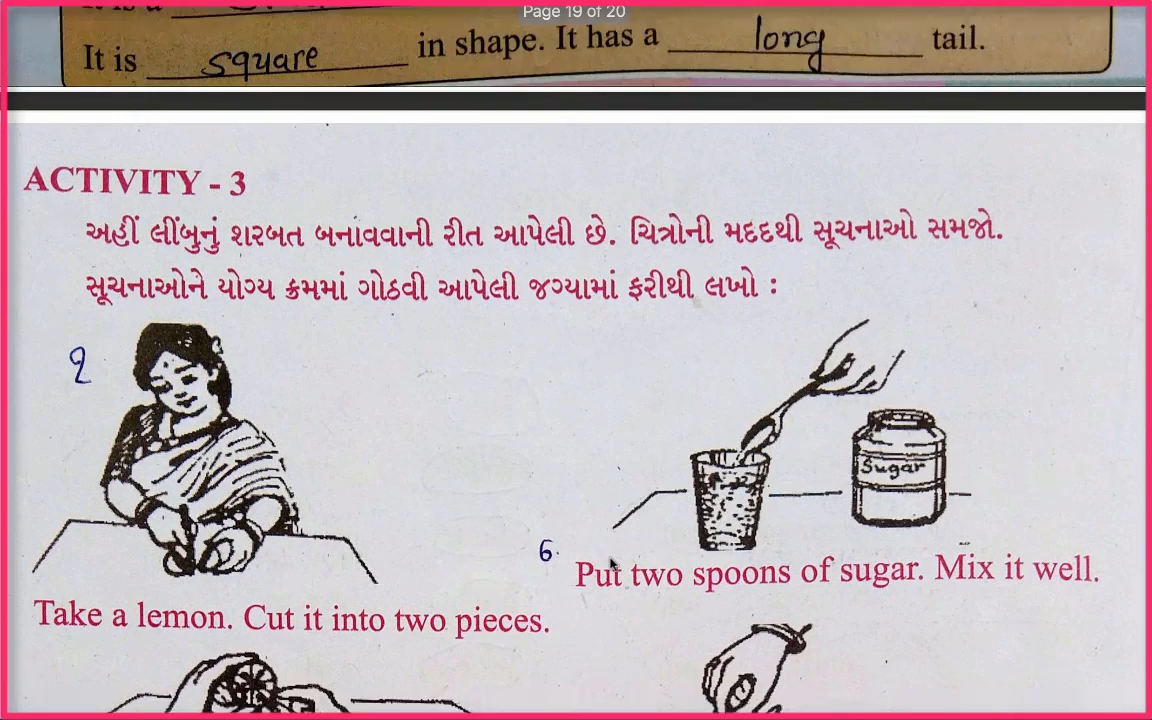 Page 19 of 20
It is square in shape. It has a long tail.
ACTIVITY - 3
અહીં લીંબુનું શરબત બનાવવાની રીત આપેલી છે. ચિત્રોની મદદથી સૂચનાઓ સમજો.
સૂચનાઓને યોગ્ય ક્રમમાં ગોઠવી આપેલી જગ્યામાં ફરીથી લખો :
2
Sugar
6.
Put two spoons of sugar. Mix it well.
Take a lemon. Cut it into two pieces.